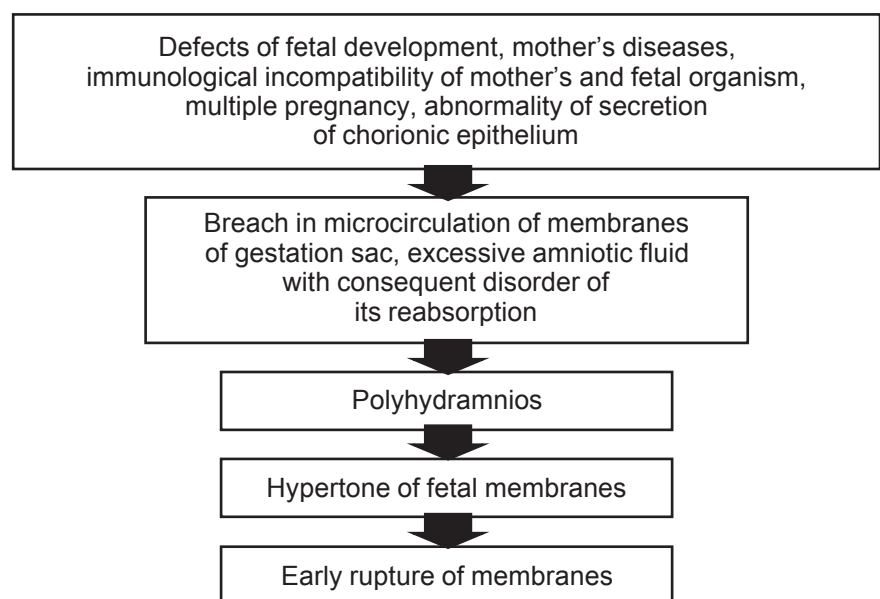 Defects of fetal development, mother’s diseases,
immunological incompatibility of mother’s and fetal organism,
multiple pregnancy, abnormality of secretion
of chorionic epithelium
Breach in microcirculation of membranes
of gestation sac, excessive amniotic fluid
with consequent disorder of
its reabsorption
Polyhydramnios
Hypertone of fetal membranes
Early rupture of membranes